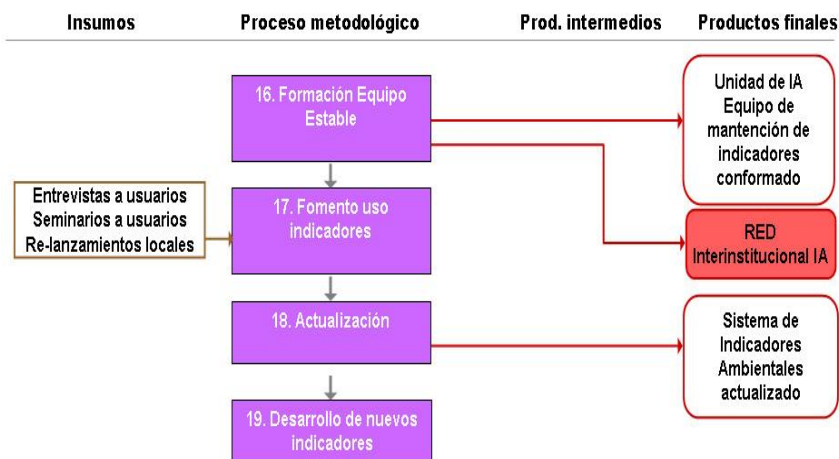 Insumos
Proceso metodológico
Prod. intermedios
Productos finales
16. Formación Equipo
Estable
Unidad de IA
Equipo de
mantención de
indicadores
conformado
Entrevistas a usuarios
Seminarios a usuarios
Re-lanzamientos locales
17. Fomento uso
indicadores
RED
Interinstitucional IA
18. Actualización
Sistema de
Indicadores
Ambientales
actualizado
19. Desarrollo de nuevos
indicadores